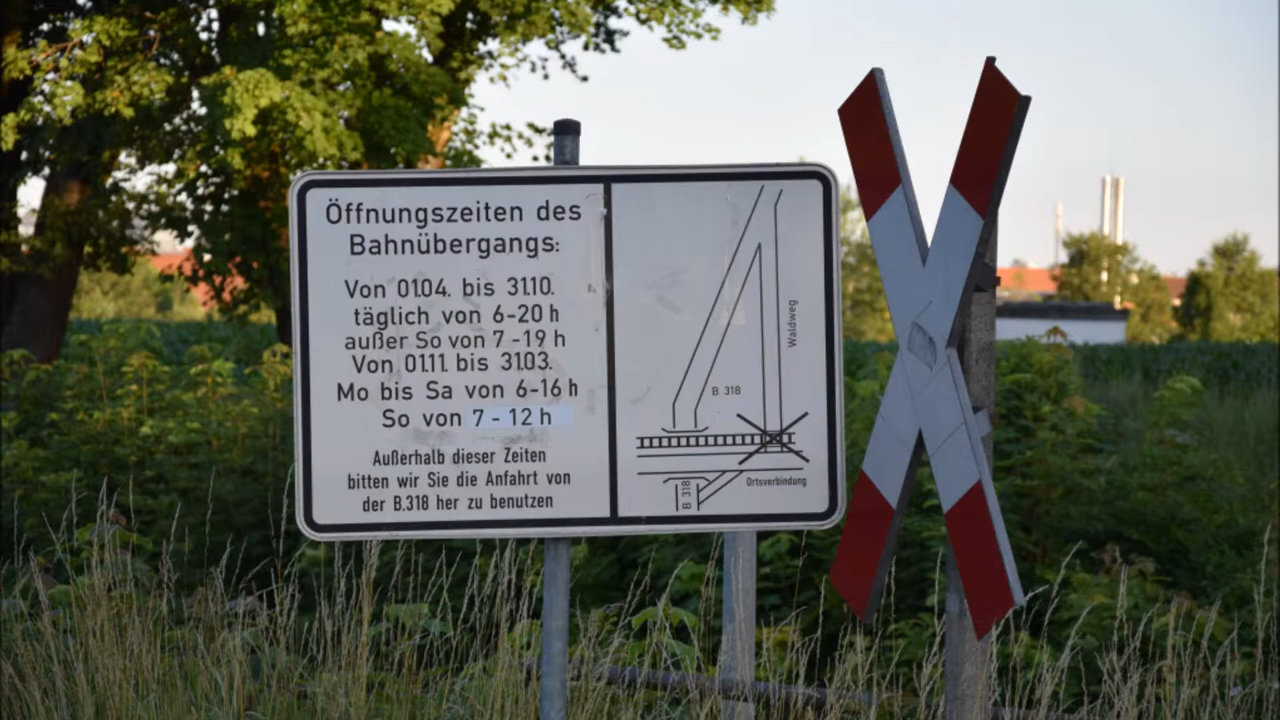 Öffnungszeiten des
Bahnübergangs:
Von 01.04. bis 31.10.
täglich von 6-20 h
außer So von 7 -19 h
Von 01.11. bis 31.03.
Mo bis Sa von 6-16 h
So von 7 - 12 h
Außerhalb dieser Zeiten
bitten wir Sie die Anfahrt von
der B.318 her zu benutzen
Waldweg
B 318
Ortsverbindung
B 318